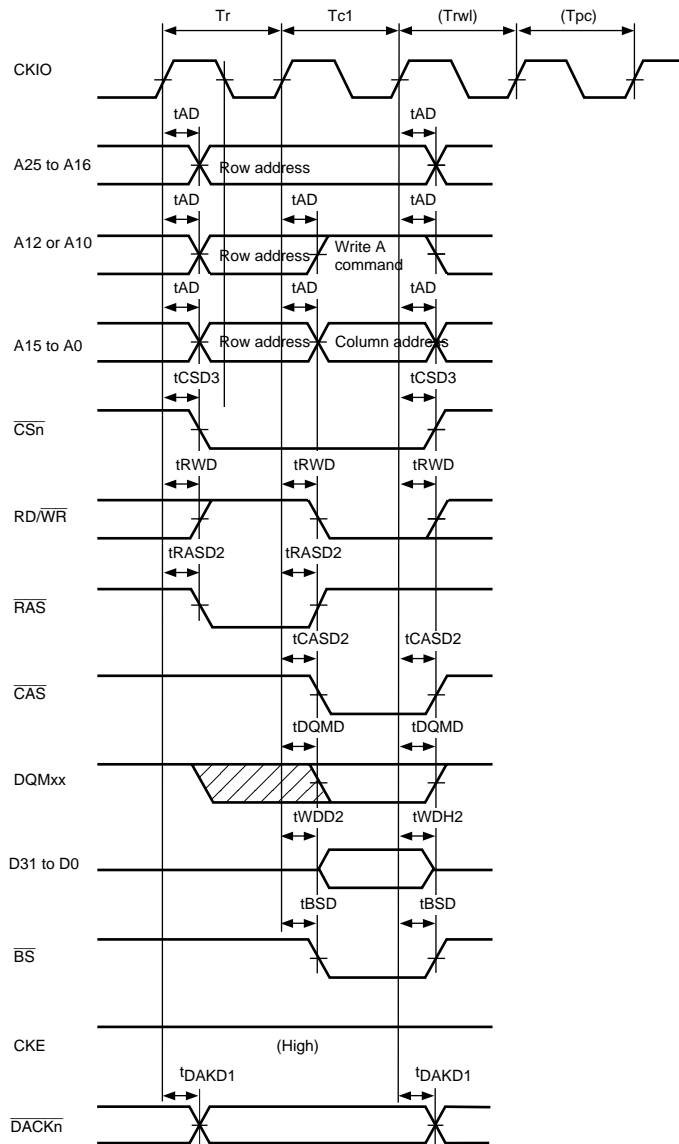 Tr Tc1 (Trwl) (Tpc)
CKIO
tAD tAD
A25 to A16 Row address
tAD tAD tAD
A12 or A10 Row address Write A
command
tAD tAD tAD
A15 to A0 Row address Column address
tCSD3 tCSD3
CSn
tRWD tRWD tRWD
RD/WR
tRASD2 tRASD2
RAS
tCASD2 tCASD2
CAS
tDQMD tDQMD
DQMxx
tWDD2 tWDH2
D31 to D0
tBSD tBSD
BS
CKE (High)
tDAKD1 tDAKD1
DACKn